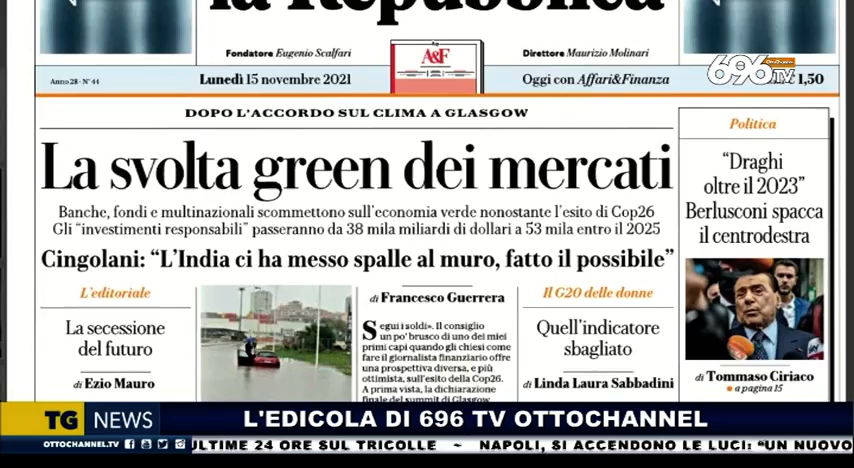 la Repubblica
Fondatore Eugenio Scalfari
A&F
Direttore Maurizio Molinari
Anno 28 - N° 44
Lunedì 15 novembre 2021
Oggi con Affari&Finanza
1,50
696 TV
DOPO L'ACCORDO SUL CLIMA A GLASGOW
La svolta green dei mercati
Banche, fondi e multinazionali scommettono sull'economia verde nonostante l'esito di Cop26
Gli “investimenti responsabili” passeranno da 38 mila miliardi di dollari a 53 mila entro il 2025
Cingolani: “L'India ci ha messo spalle al muro, fatto il possibile”
L'editoriale
La secessione
del futuro
di Ezio Mauro
di Francesco Guerrera
Segui i soldi». Il consiglio
un po' brusco di uno dei miei
primi capi quando gli chiesi come
fare il giornalista finanziario offre
una prospettiva diversa, e più
ottimista, sull'esito della Cop26.
A prima vista, la dichiarazione
finale del summit di Glasgow
Il G20 delle donne
Quell'indicatore
sbagliato
di Linda Laura Sabbadini
Politica
“Draghi
oltre il 2023”
Berlusconi spacca
il centrodestra
di Tommaso Ciriaco
a pagina 15
TG NEWS
L'EDICOLA DI 696 TV OTTOCHANNEL
OTTOCHANNEL.TV
ULTIME 24 ORE SUL TRICOLLE ~ NAPOLI, SI ACCENDONO LE LUCI: “UN NUOVO